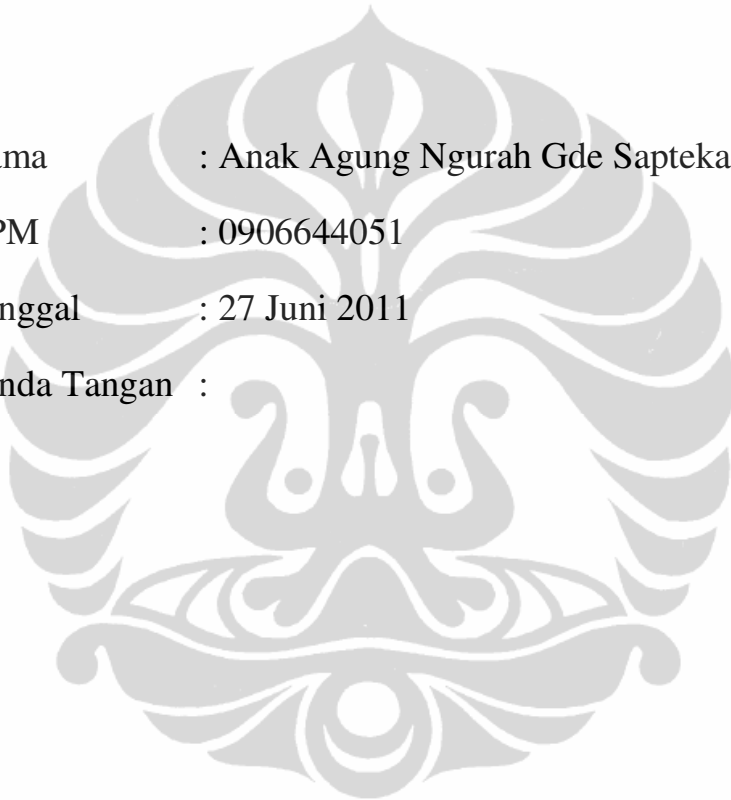 ama : Anak Agung Ngurah Gde Sapteka
PM : 0906644051
nggal : 27 Juni 2011
nda Tangan :